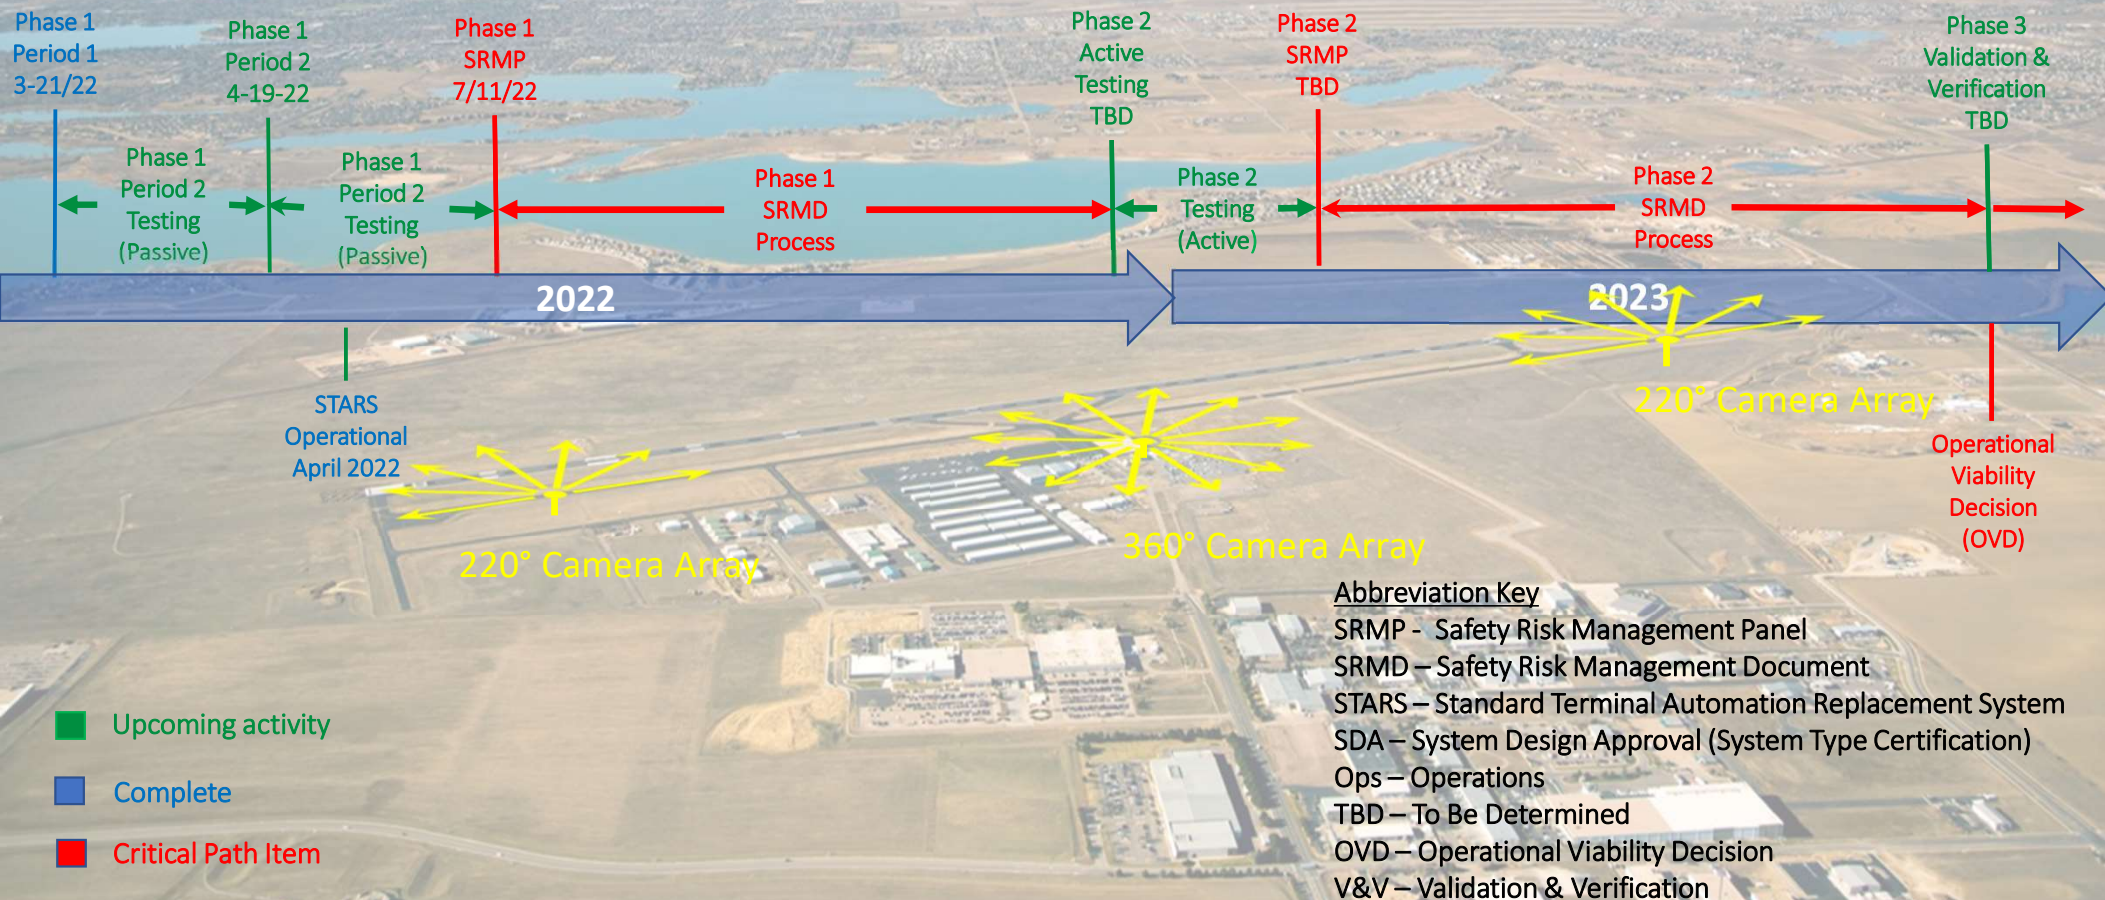 Phase 1
Period 1
3-21/22
Phase 1
Period 2
4-19-22
Phase 1
SRMP
7/11/22
Phase 2
Active
Testing
TBD
Phase 2
SRMP
TBD
Phase 3
Validation &
Verification
TBD
Phase 1
Period 2
Testing
(Passive)
Phase 1
Period 2
Testing
(Passive)
Phase 1
SRMD
Process
Phase 2
Testing
(Active)
Phase 2
SRMD
Process
2022
2023
STARS
Operational
April 2022
220° Camera Array
360° Camera Array
220° Camera Array
Operational
Viability
Decision
(OVD)
Upcoming activity
Complete
Critical Path Item
Abbreviation Key
SRMP - Safety Risk Management Panel
SRMD – Safety Risk Management Document
STARS – Standard Terminal Automation Replacement System
SDA – System Design Approval (System Type Certification)
Ops – Operations
TBD – To Be Determined
OVD – Operational Viability Decision
V&V – Validation & Verification